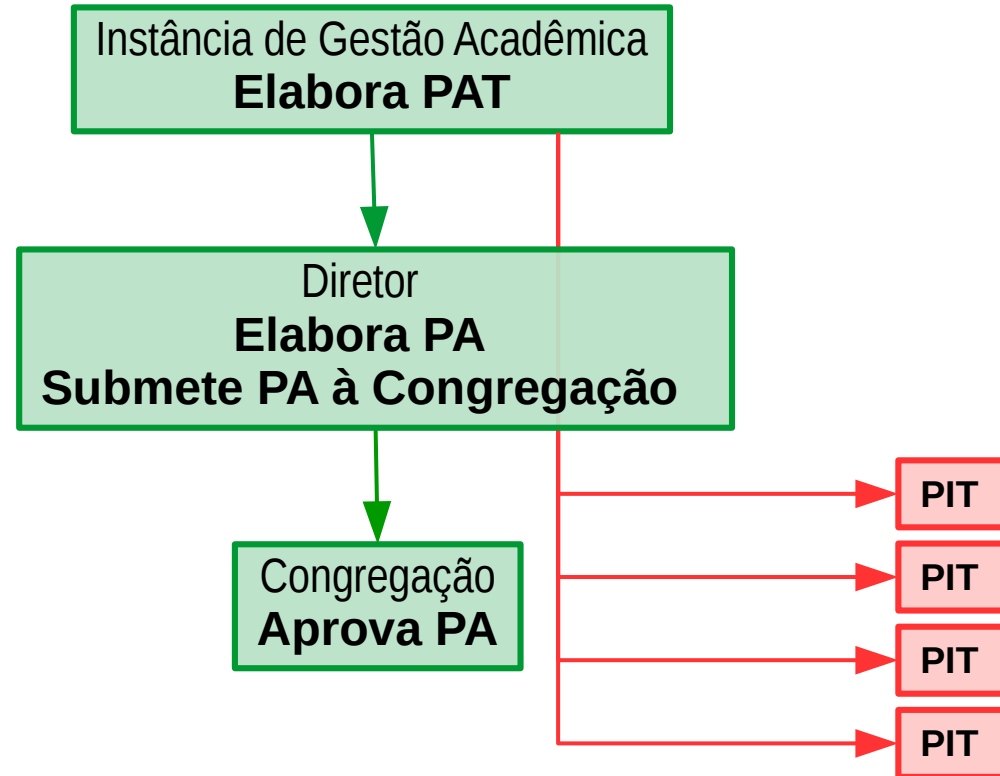 Instância de Gestão Acadêmica
Elabora PAT
Diretor
Elabora PA
Submete PA à Congregação
Congregação
Aprova PA
PIT
PIT
PIT
PIT